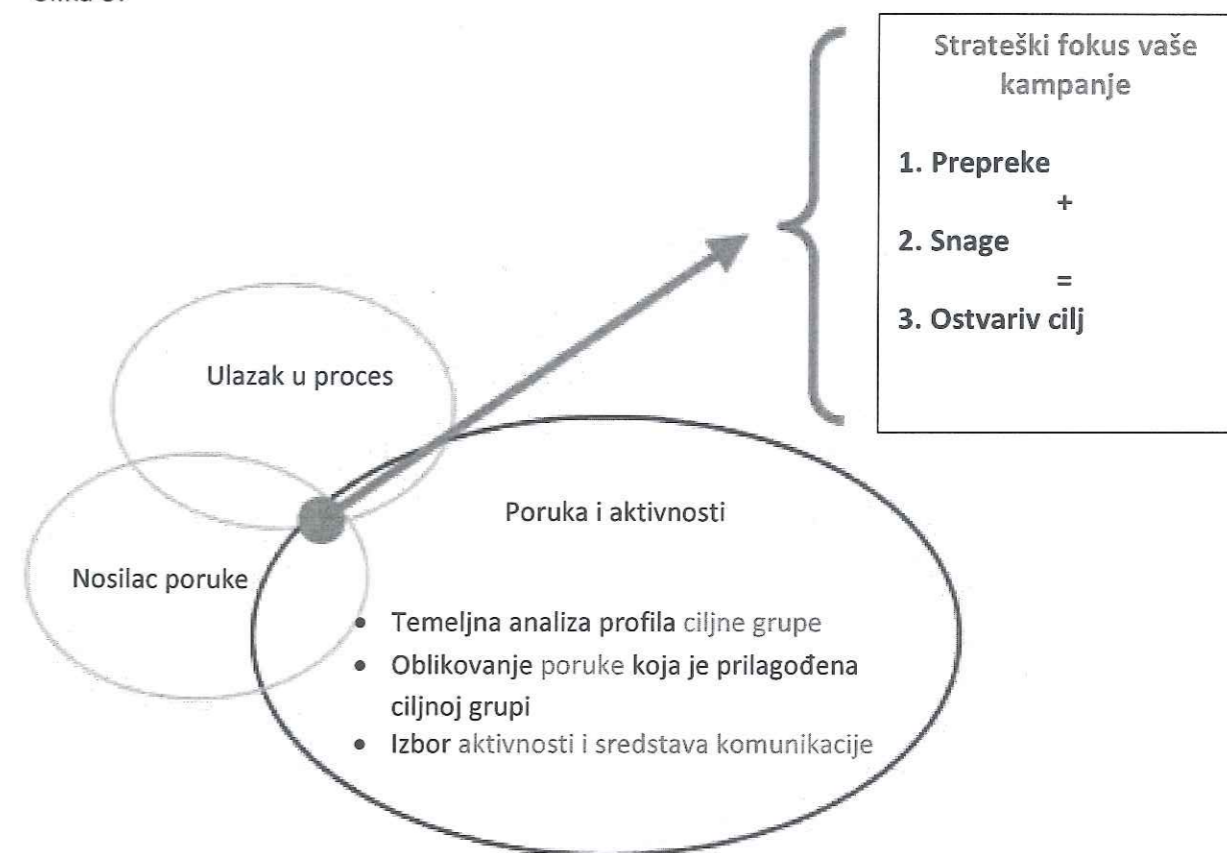 Strateški fokus vaše
kampanje
1. Prepreke
+
2. Snage
=
3. Ostvariv cilj
Ulazak u proces
Poruka i aktivnosti
Nosilac poruke
• Temeljna analiza profila ciljne grupe
• Oblikovanje poruke koja je prilagođena
ciljnoj grupi
• Izbor aktivnosti i sredstava komunikacije